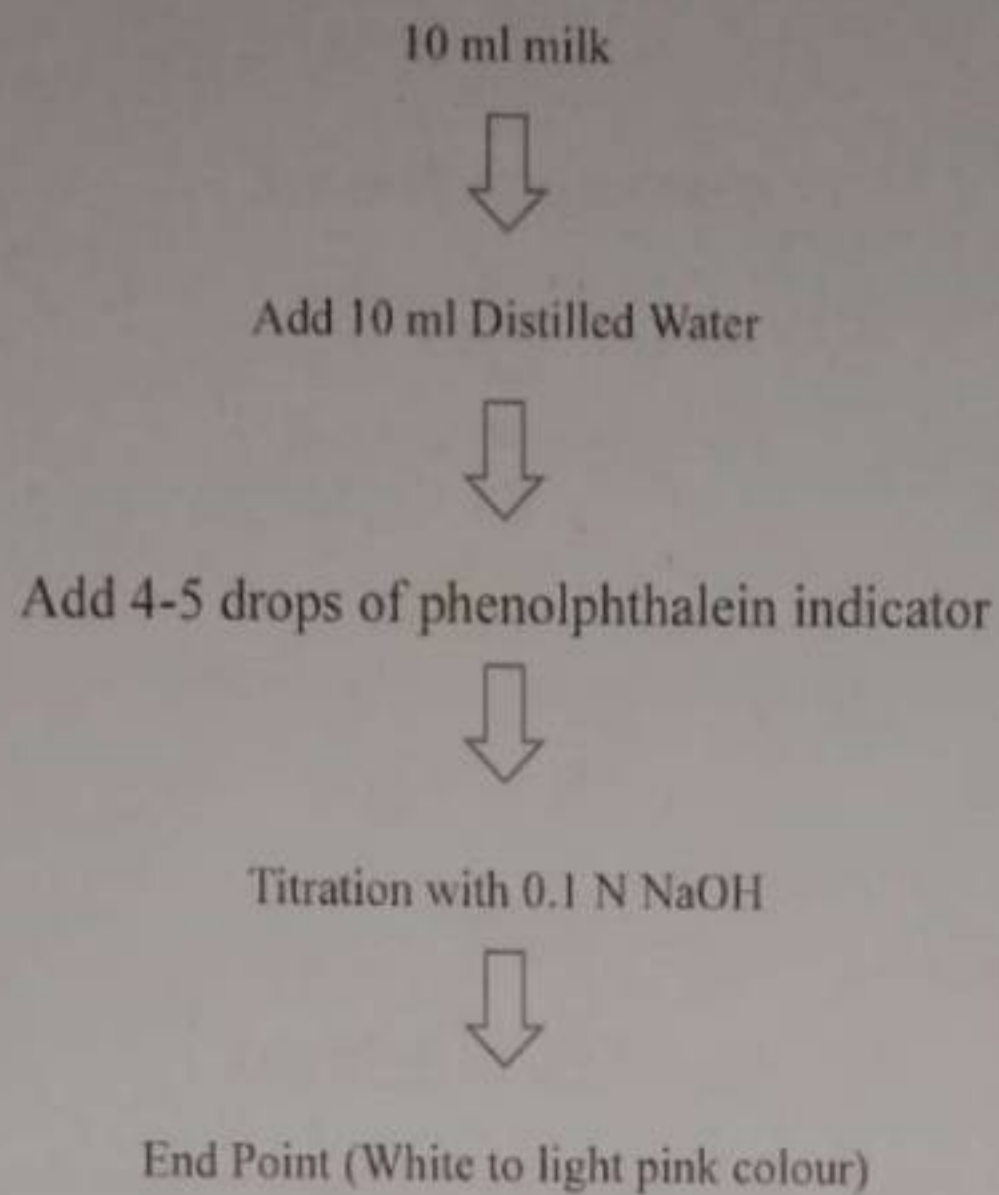 10 ml milk
Add 10 ml Distilled Water
Add 4-5 drops of phenolphthalein indicator
Titration with 0.1 N NaOH
End Point (White to light pink colour)